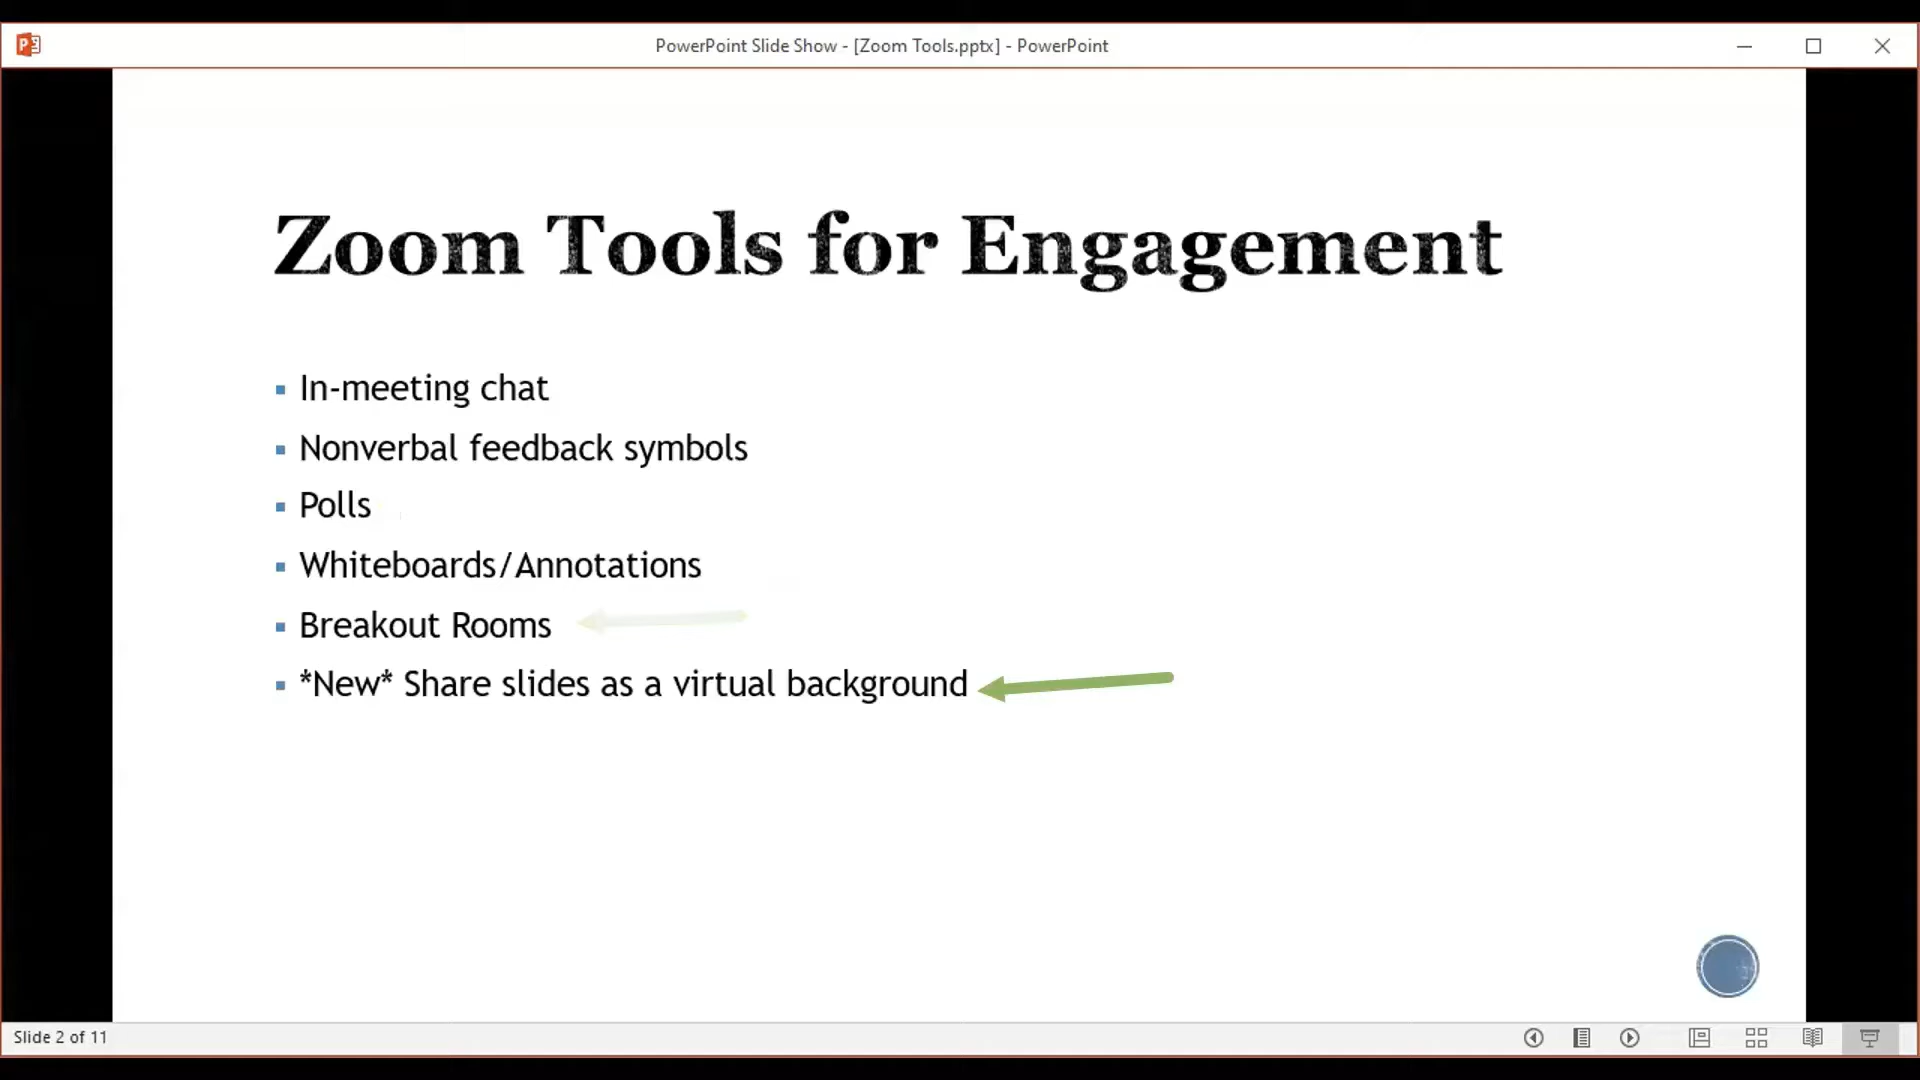 PowerPoint Slide Show - [Zoom Tools.pptx] - PowerPoint
Zoom Tools for Engagement
In-meeting chat
Nonverbal feedback symbols
Polls
Whiteboards/Annotations
Breakout Rooms
*New* Share slides as a virtual background
Slide 2 of 11